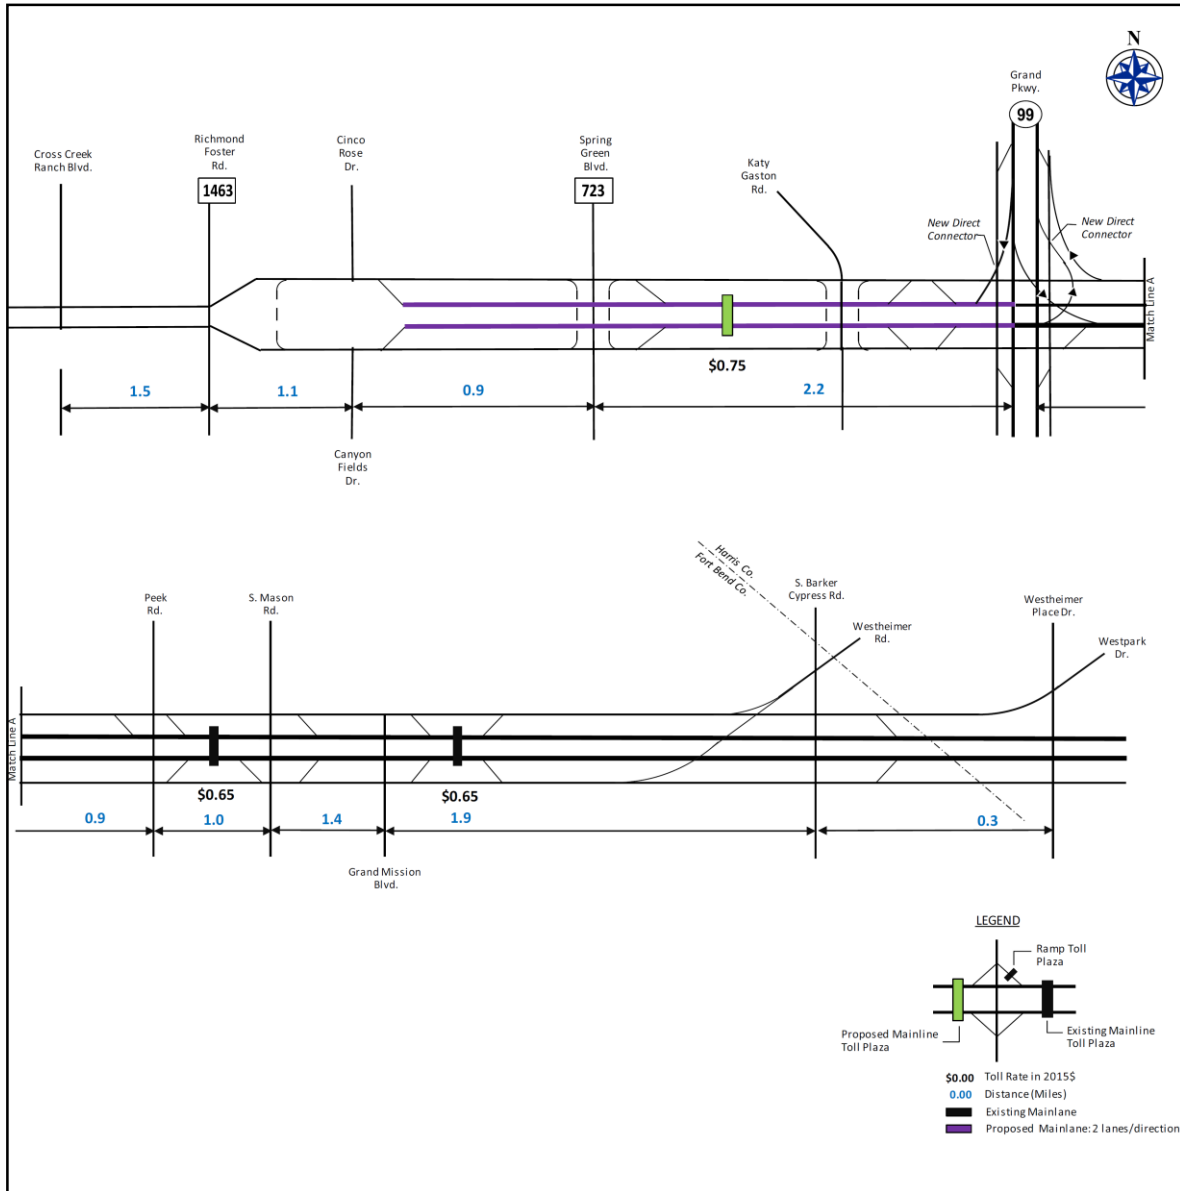 N
Grand
Pkwy.
99
Richmond
Foster
Rd.
1463
Cinco
Rose
Dr.
Spring
Green
Blvd.
723
Cross Creek
Ranch Blvd.
Katy
Gaston
Rd.
New Direct
Connector
New Direct
Connector
Match Line A
$0.75
1.5
1.1
0.9
2.2
Canyon
Fields
Dr.
Harris Co.
Fort Bend Co.
Peek
Rd.
S. Mason
Rd.
S. Barker
Cypress Rd.
Westheimer
Rd.
Westheimer
Place Dr.
Westpark
Dr.
Match Line A
$0.65
$0.65
0.9
1.0
1.4
1.9
0.3
Grand Mission
Blvd.
LEGEND
Ramp Toll
Plaza
Proposed Mainline
Toll Plaza
Existing Mainline
Toll Plaza
$0.00 Toll Rate in 2015$
0.00 Distance (Miles)
Existing Mainlane
Proposed Mainlane: 2 lanes/direction